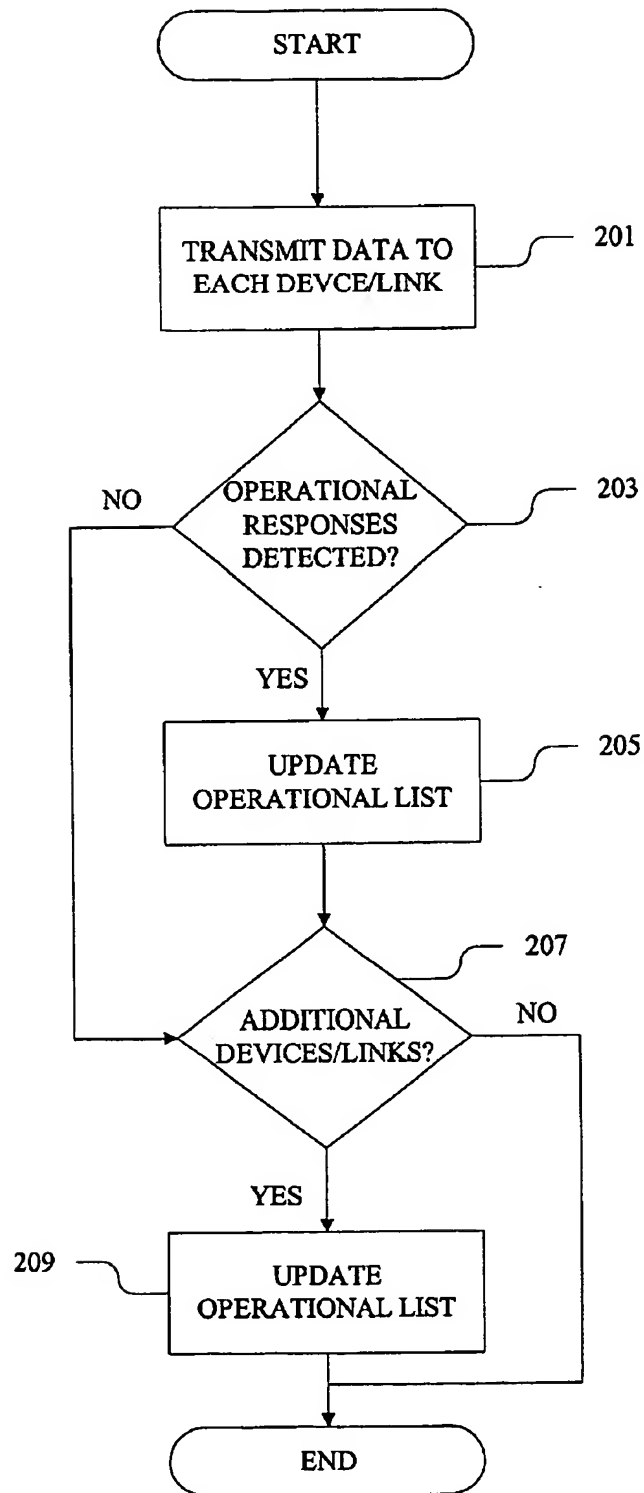 START
TRANSMIT DATA TO
EACH DEVCE/LINK
201
OPERATIONAL
RESPONSES
DETECTED?
203
NO
YES
UPDATE
OPERATIONAL LIST
205
207
ADDITIONAL
DEVICES/LINKS?
NO
YES
209
UPDATE
OPERATIONAL LIST
END